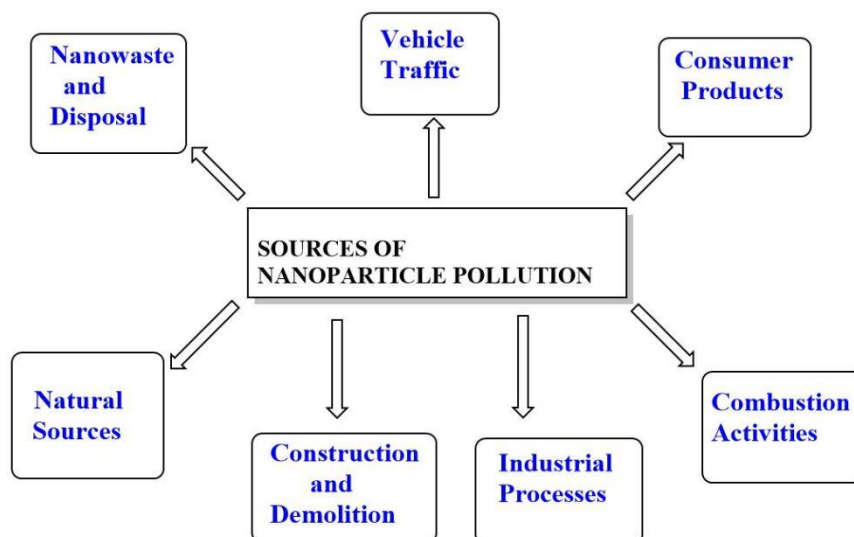 Nanowaste
and
Disposal
Vehicle
Traffic
Consumer
Products
SOURCES OF
NANOPARTICLE POLLUTION
Natural
Sources
Construction
and
Demolition
Industrial
Processes
Combustion
Activities